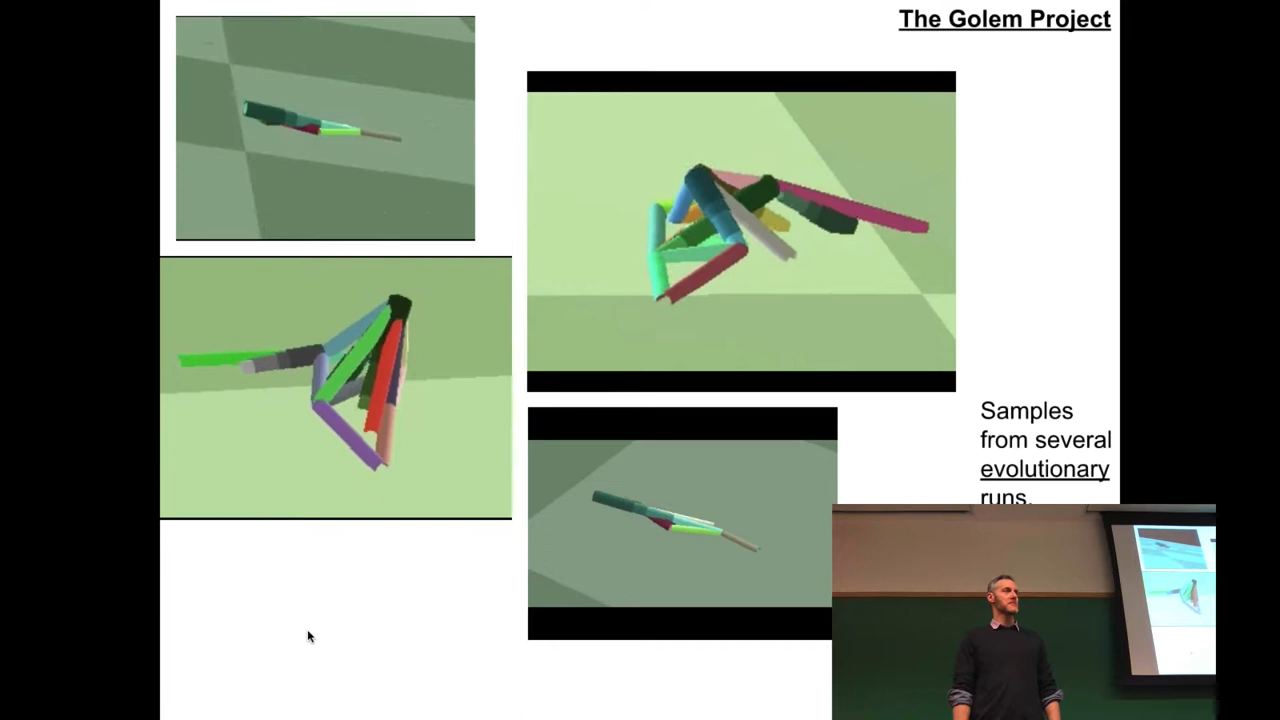 The Golem Project
Samples
from several
evolutionary
runs.